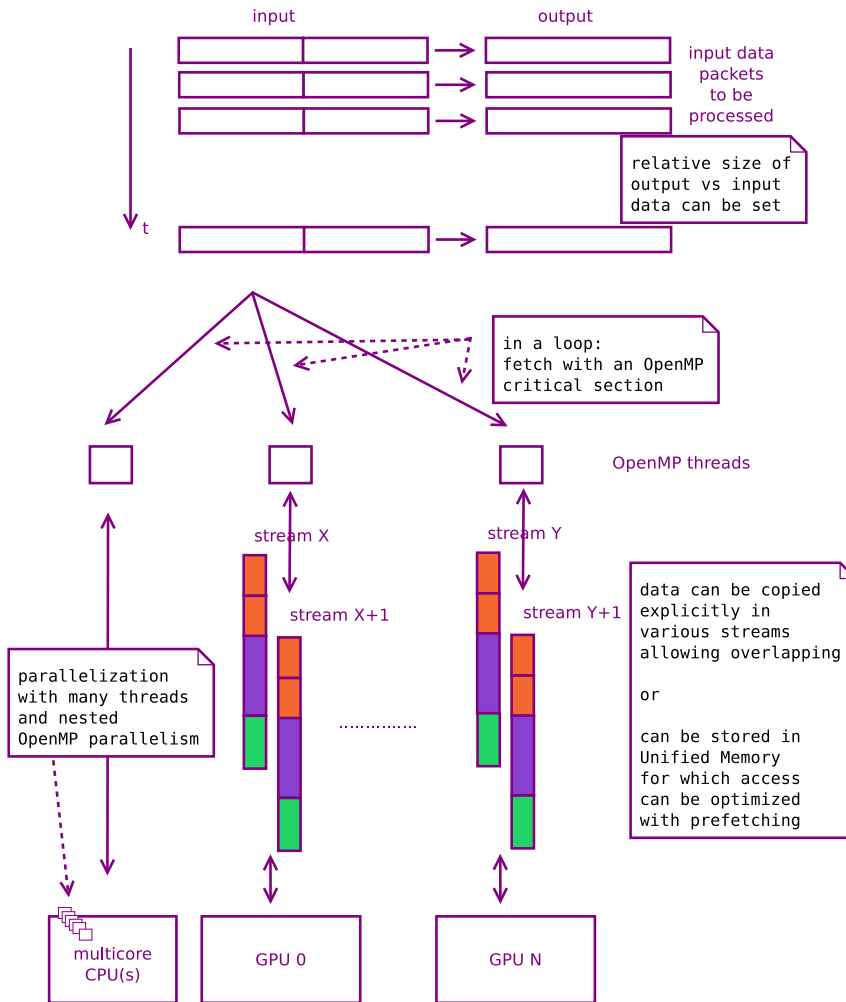 input
output
input data
packets
to be
processed
relative size of
output vs input
data can be set
t
in a loop:
fetch with an OpenMP
critical section
OpenMP threads
stream X
stream Y
stream X+1
stream Y+1
data can be copied
explicitly in
various streams
allowing overlapping
or
can be stored in
Unified Memory
for which access
can be optimized
with prefetching
parallelization
with many threads
and nested
OpenMP parallelism
...............
multicore
CPU(s)
GPU 0
GPU N